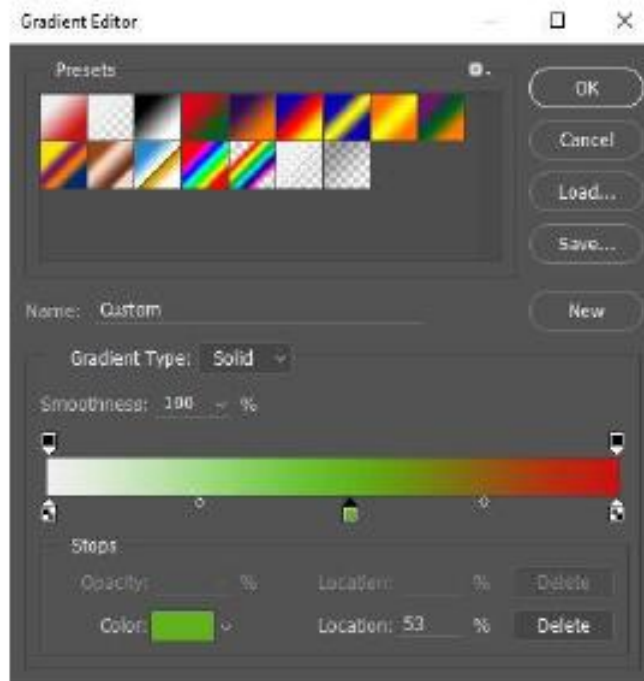 Gradient Editor
Presets
OK
Cancel
Load...
Save...
Name: Custom
New
Gradient Type: Solid
Smoothness: 100 %
Stops
Opacity: % Location: % Delete
Color: Location: 53 % Delete